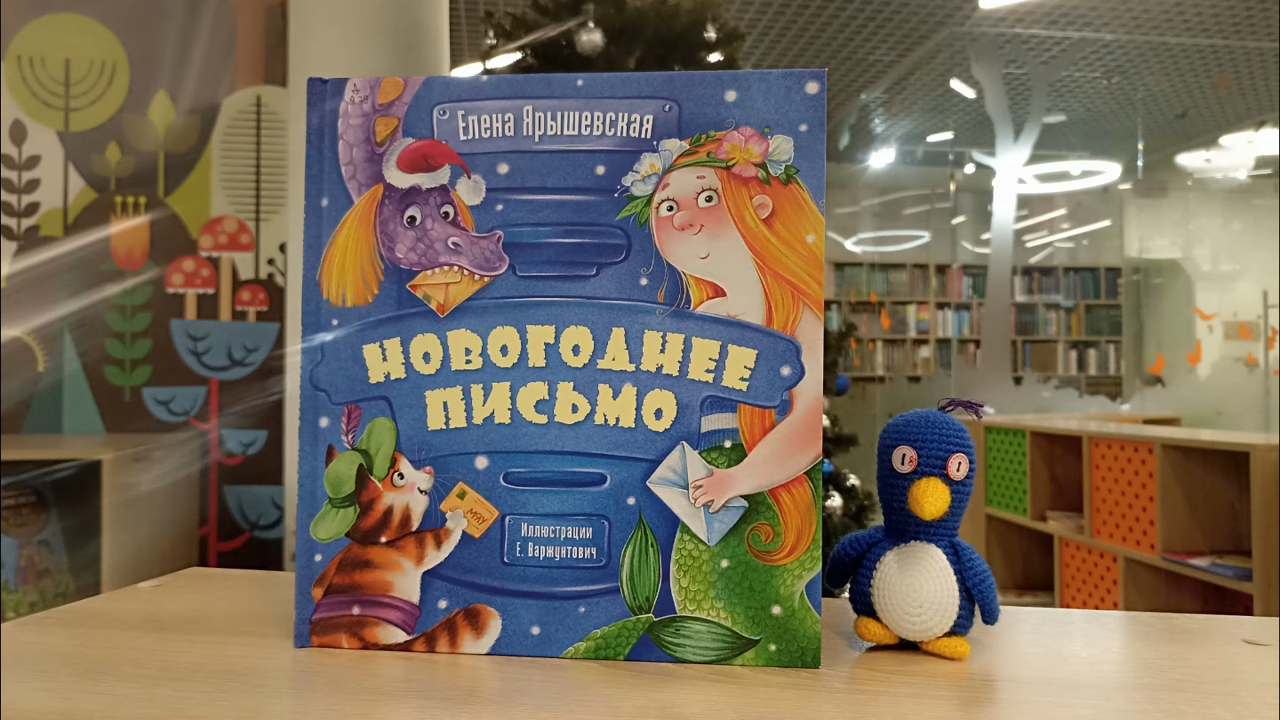 Елена Ярышевская
НОВОГОДНЕЕ
ПИСЬМО
МЯУ
Иллюстрации
Е. Варжунтович